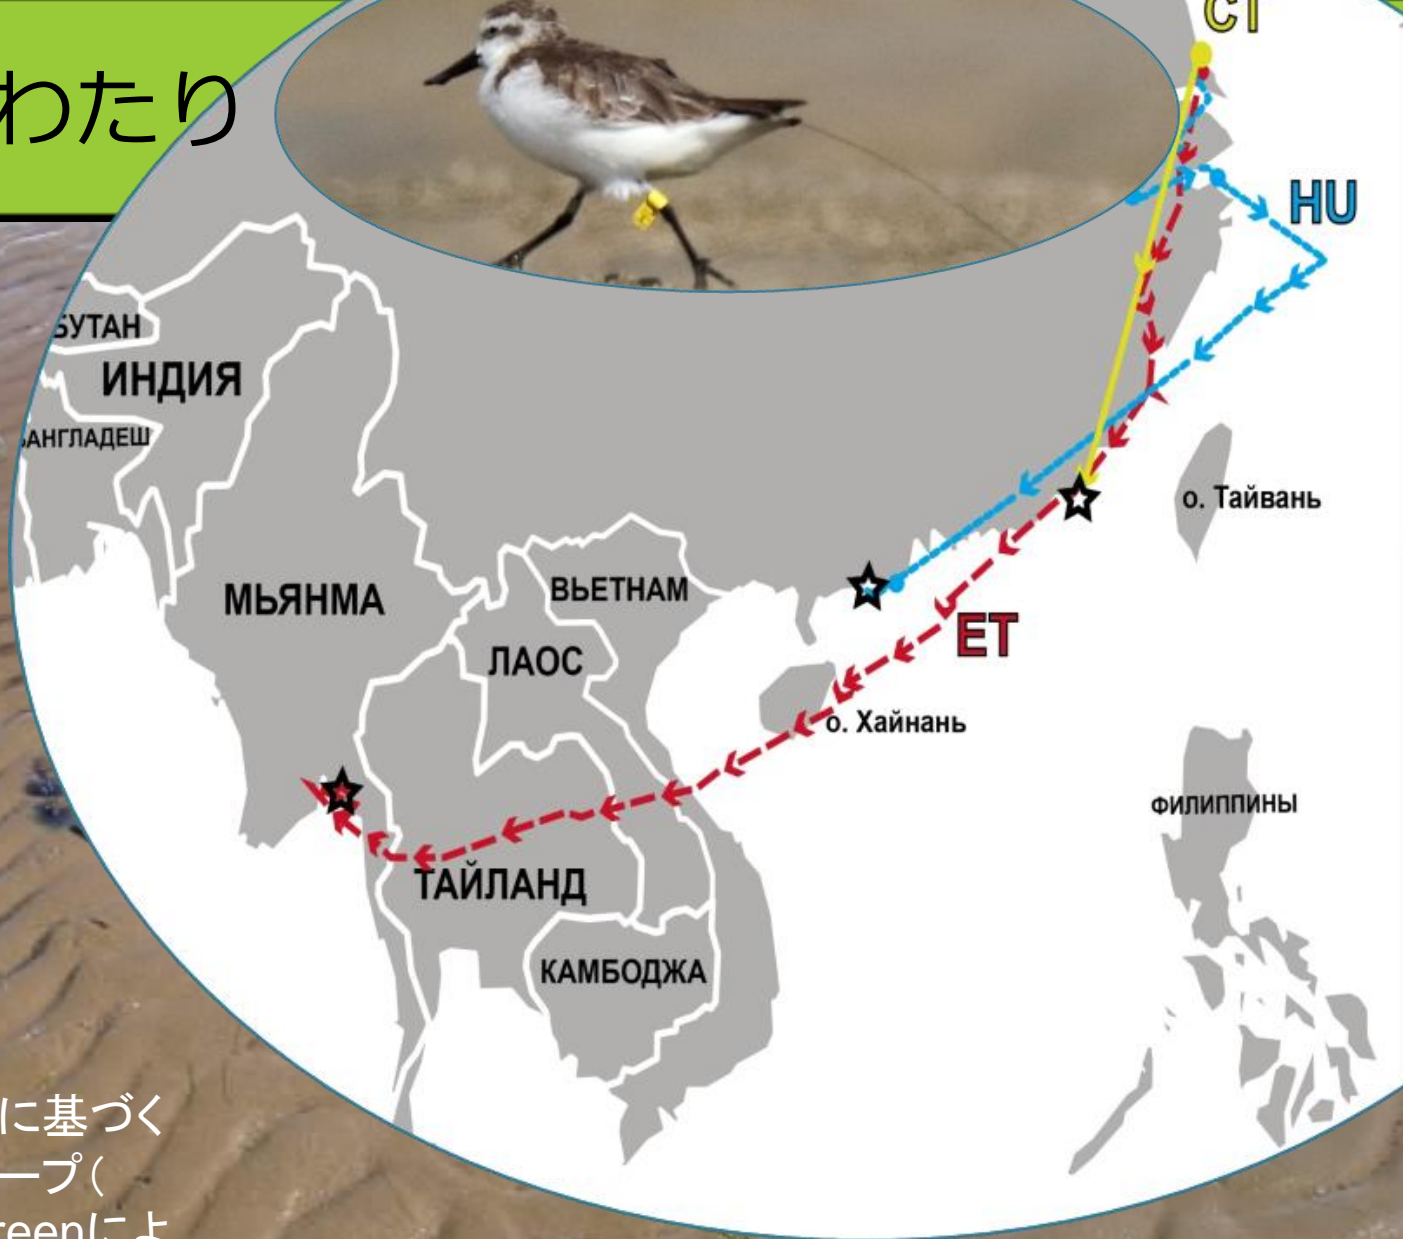 CT
わたり
HU
БУТАН
ИНДИЯ
АНГЛАДЕШ
о. Тайвань
МЬЯНМА
ВЬЕТНАМ
ЕТ
ЛАОС
о. Хайнань
ФИЛИППИНЫ
ТАЙЛАНД
КАМБОДЖА
に基づく
ープ（
reenによ